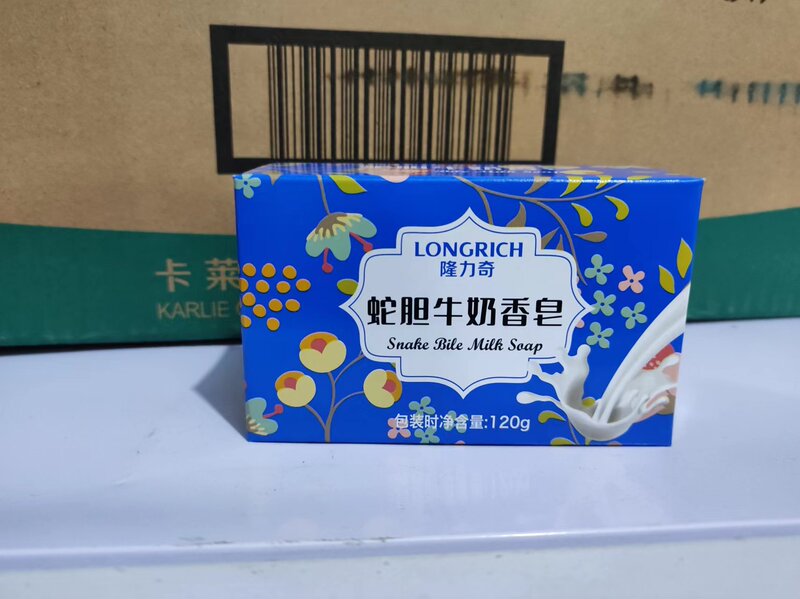 卡莱
KARLIE
LONGRICH
隆力奇
蛇胆牛奶香皂
Snake Bile Milk Soap
包装时净含量:120g